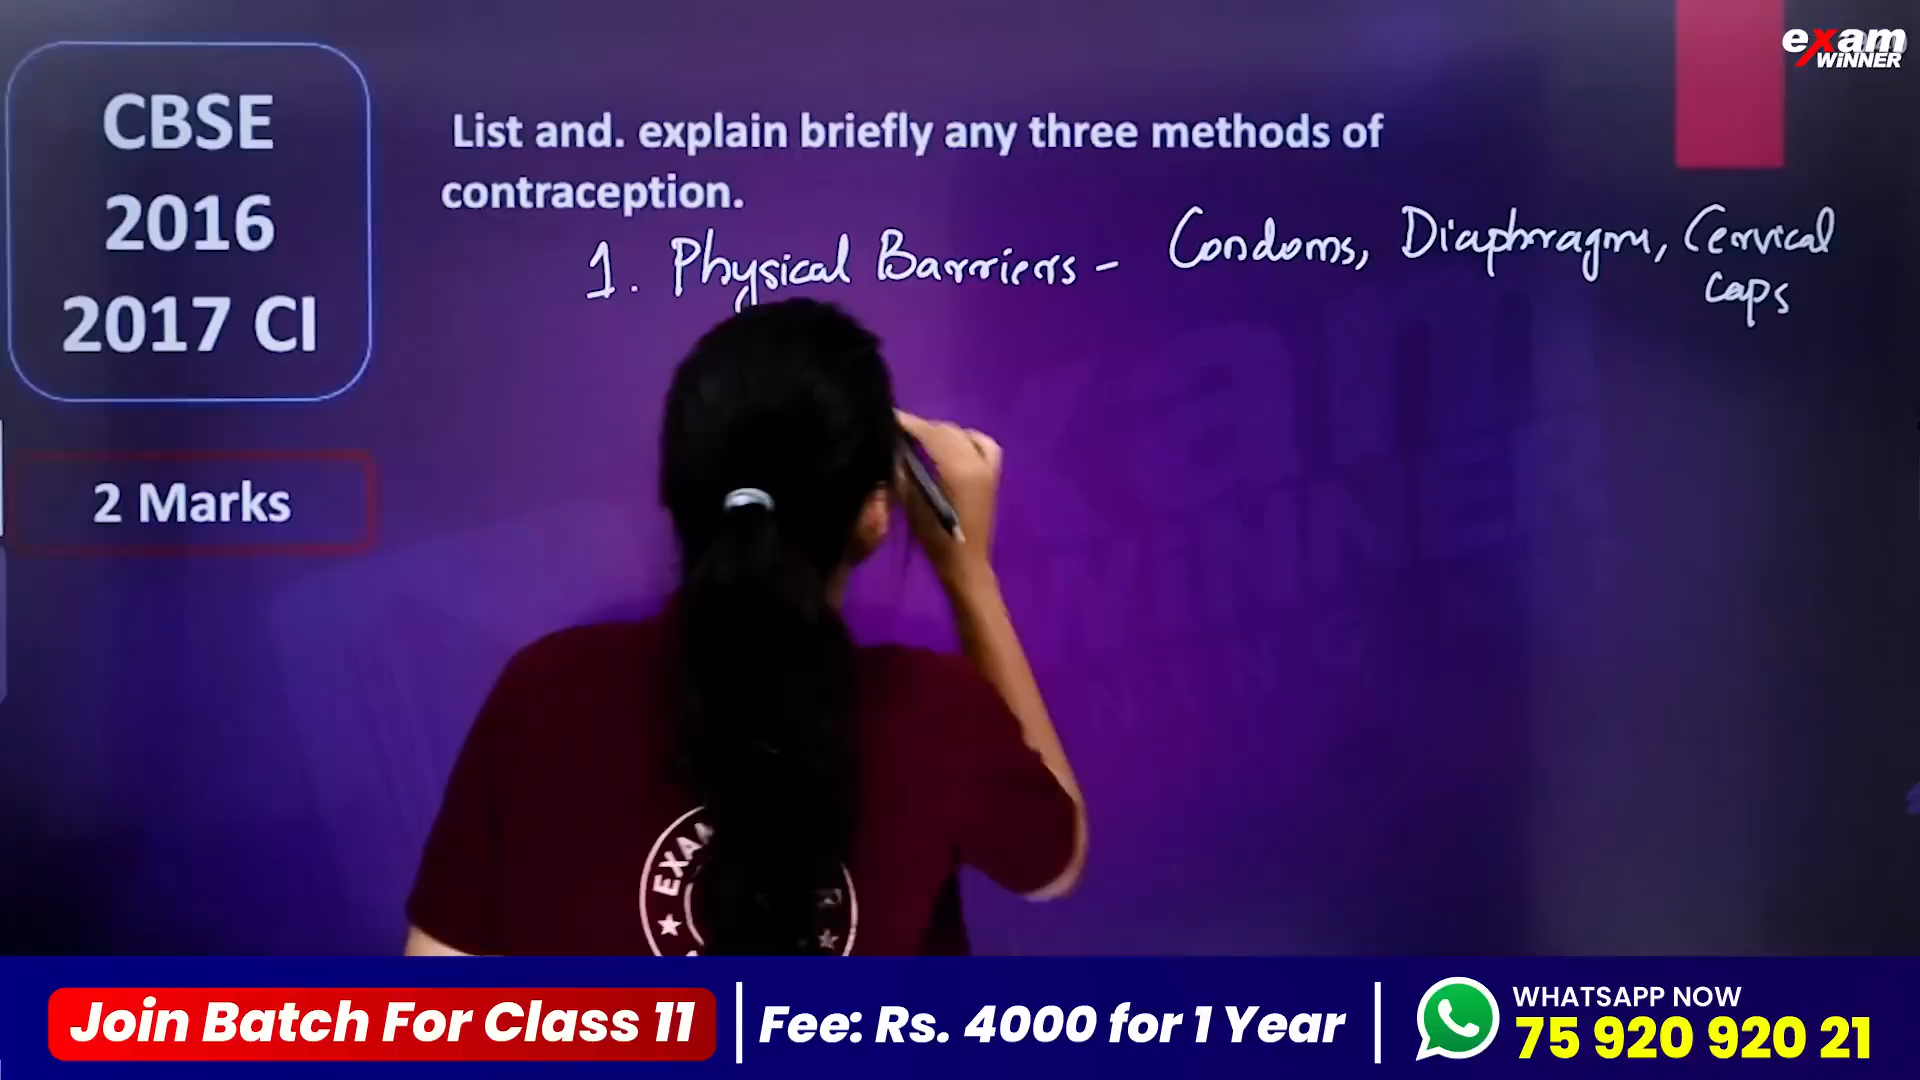 exam
WiNNER
CBSE
2016
2017 CI
List and. explain briefly any three methods of
contraception.
1. Physical Barriers - Condoms, Diaphragm, Cervical
caps
2 Marks
EXAM
Join Batch For Class 11
Fee: Rs. 4000 for 1 Year
WHATSAPP NOW
75 920 920 21